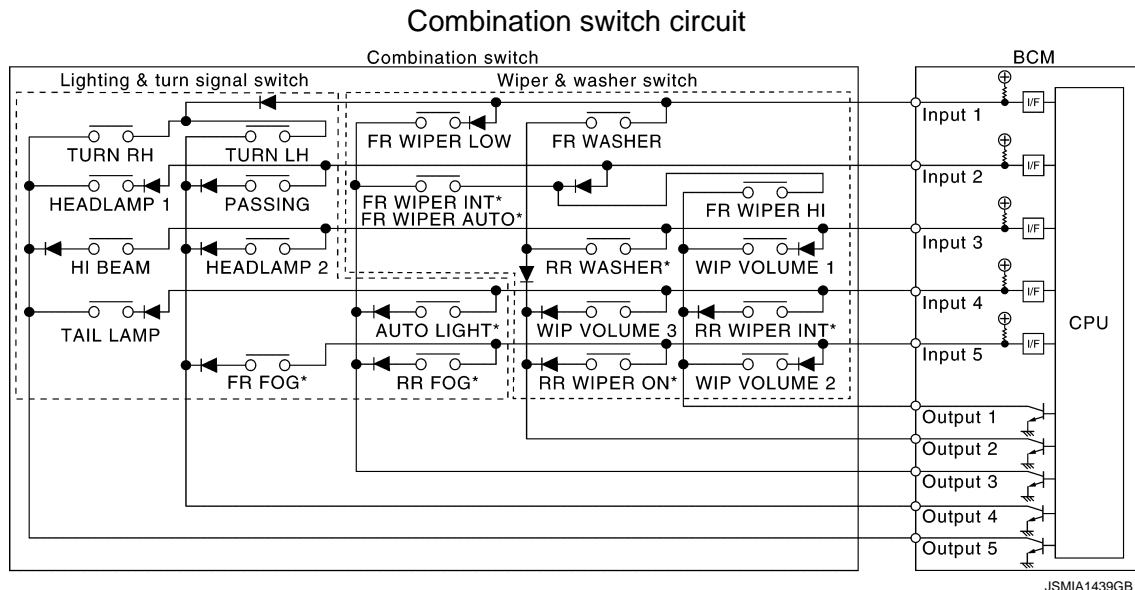 Combination switch circuit
Combination switch
BCM
Lighting & turn signal switch
Wiper & washer switch
Input 1
I/F
TURN RH
TURN LH
FR WIPER LOW
FR WASHER
Input 2
I/F
HEADLAMP 1
PASSING
FR WIPER INT*
FR WIPER AUTO*
FR WIPER HI
Input 3
I/F
HI BEAM
HEADLAMP 2
RR WASHER*
WIP VOLUME 1
Input 4
I/F
CPU
TAIL LAMP
AUTO LIGHT*
WIP VOLUME 3
RR WIPER INT*
Input 5
I/F
FR FOG*
RR FOG*
RR WIPER ON*
WIP VOLUME 2
Output 1
Output 2
Output 3
Output 4
Output 5
JSMIA1439GB